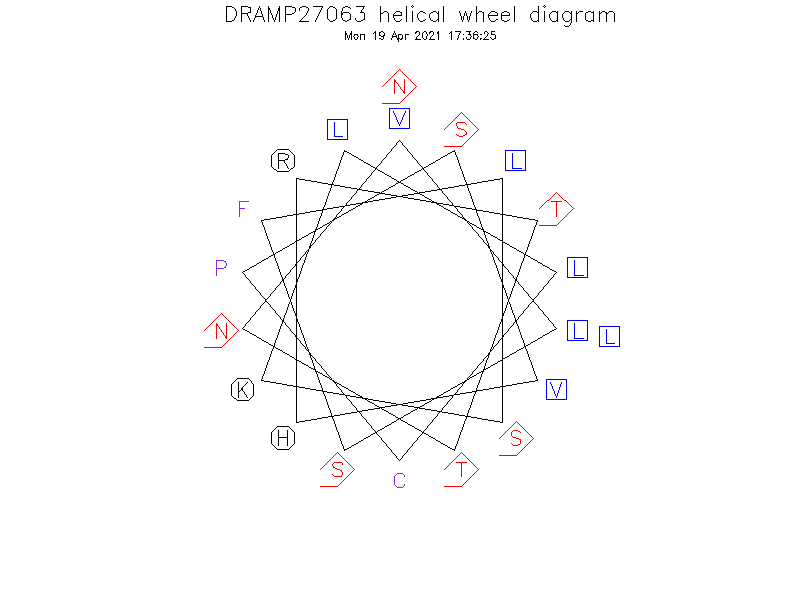 DRAMP27063 helical wheel diagram
Mon 19 Apr 2021 17:36:25
N
L V S
R L
F T
P L
N L L
K V
H S
S C T